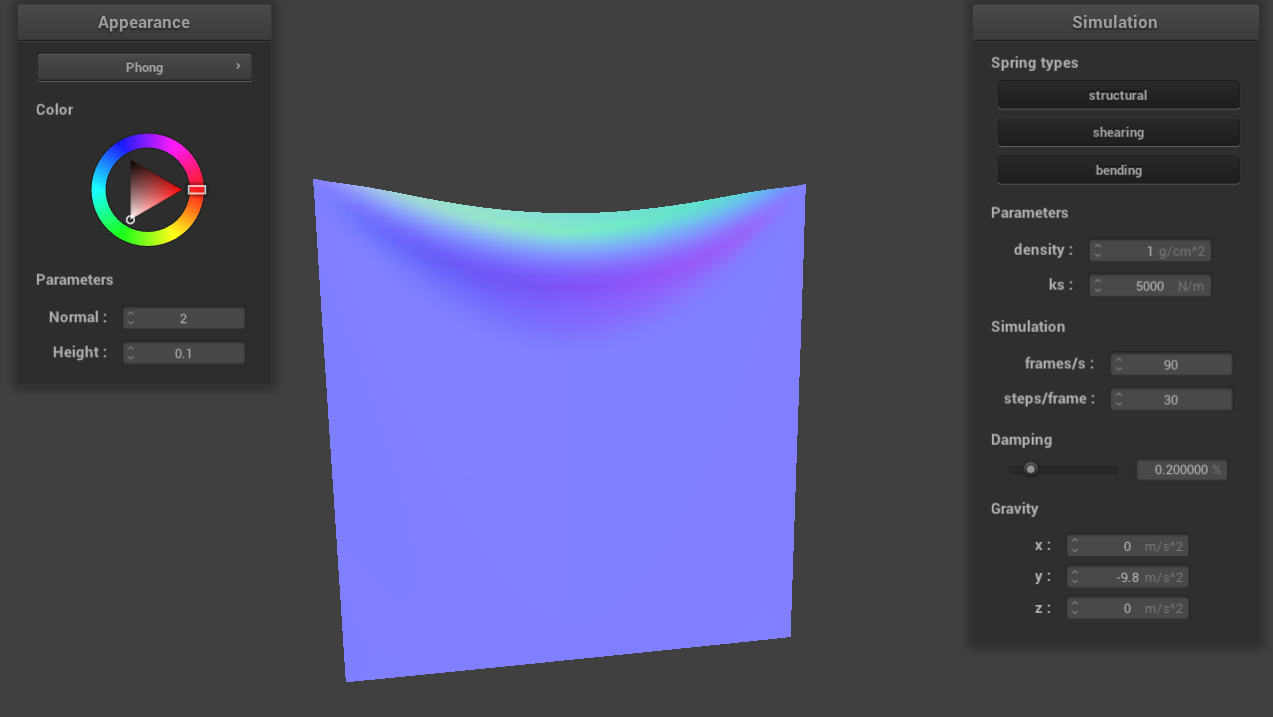 Appearance
Phong ›
Color
Parameters
Normal : 2
Height : 0.1
Simulation
Spring types
structural
shearing
bending
Parameters
density : 1 g/cm^2
ks : 5000 N/m
Simulation
frames/s : 90
steps/frame : 30
Damping
0.200000 %
Gravity
x : 0 m/s^2
y : -9.8 m/s^2
z : 0 m/s^2